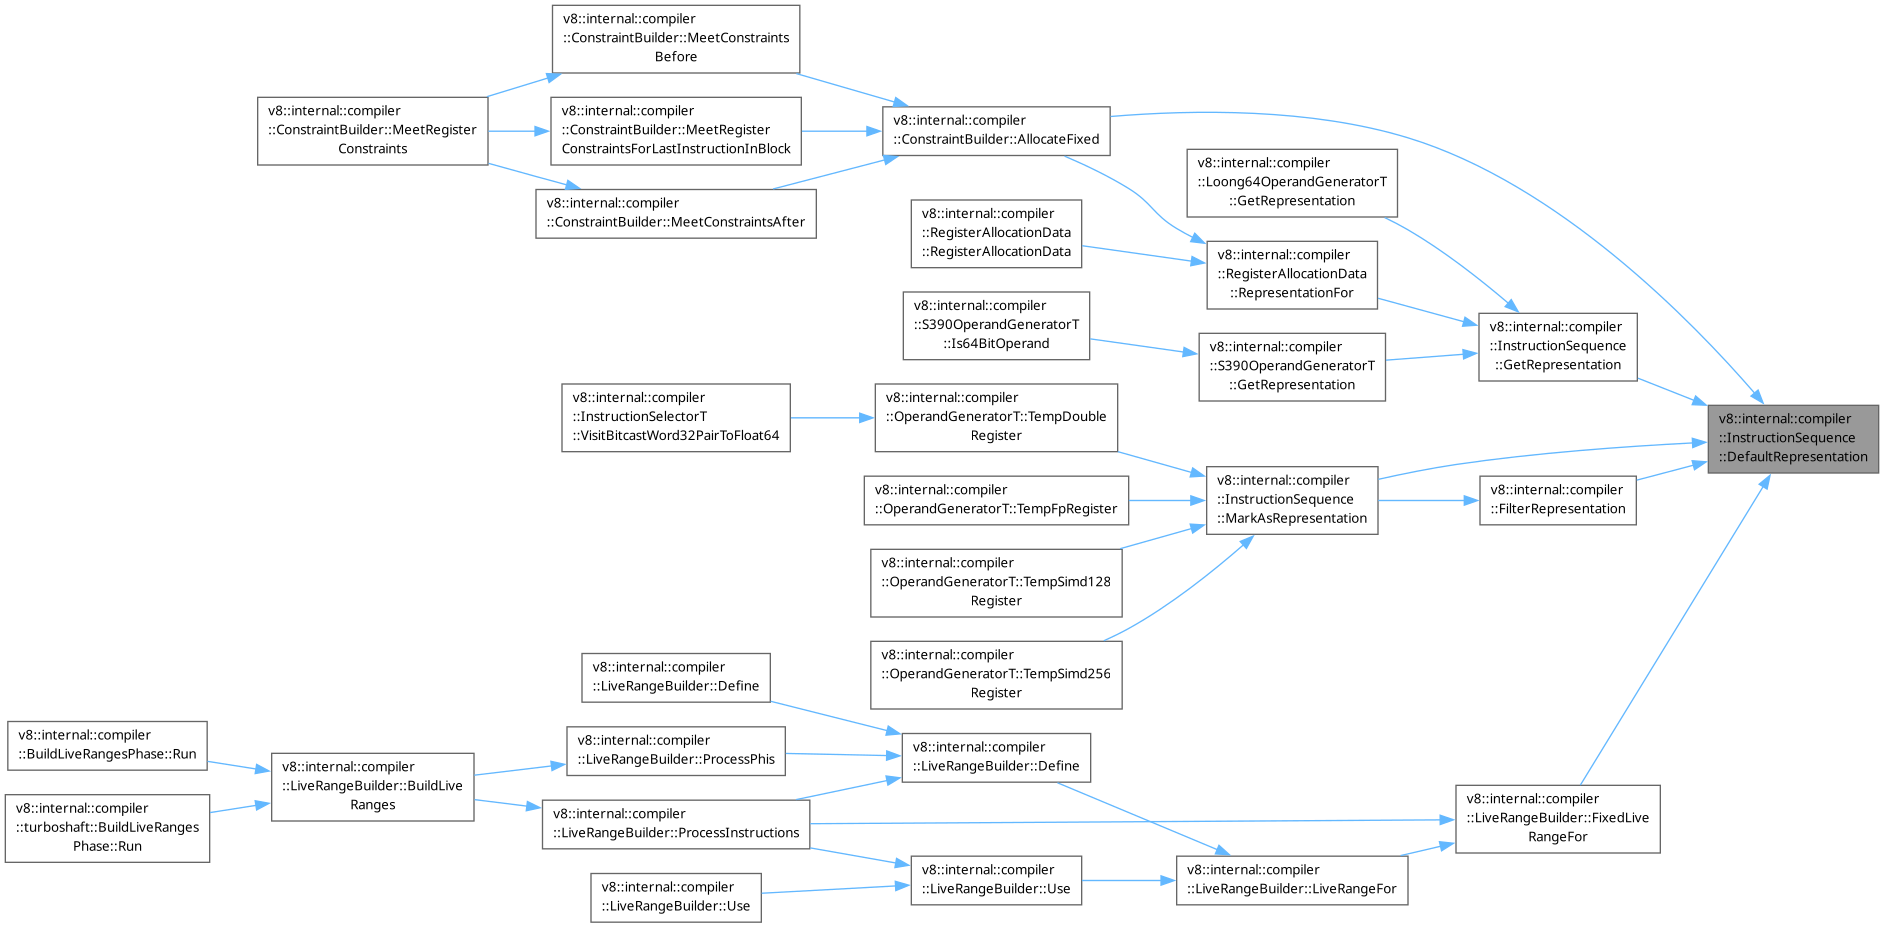 v8::internal::compiler
::ConstraintBuilder::MeetConstraints
Before
v8::internal::compiler
::ConstraintBuilder::MeetRegister
Constraints
v8::internal::compiler
::ConstraintBuilder::MeetRegister
ConstraintsForLastInstructionInBlock
v8::internal::compiler
::ConstraintBuilder::AllocateFixed
v8::internal::compiler
::ConstraintBuilder::MeetConstraintsAfter
v8::internal::compiler
::Loong64OperandGeneratorT
::GetRepresentation
v8::internal::compiler
::RegisterAllocationData
::RegisterAllocationData
v8::internal::compiler
::RegisterAllocationData
::RepresentationFor
v8::internal::compiler
::S390OperandGeneratorT
::Is64BitOperand
v8::internal::compiler
::S390OperandGeneratorT
::GetRepresentation
v8::internal::compiler
::InstructionSequence
::GetRepresentation
v8::internal::compiler
::InstructionSelectorT
::VisitBitcastWord32PairToFloat64
v8::internal::compiler
::OperandGeneratorT::TempDouble
Register
v8::internal::compiler
::InstructionSequence
::DefaultRepresentation
v8::internal::compiler
::OperandGeneratorT::TempFpRegister
v8::internal::compiler
::InstructionSequence
::MarkAsRepresentation
v8::internal::compiler
::FilterRepresentation
v8::internal::compiler
::OperandGeneratorT::TempSimd128
Register
v8::internal::compiler
::OperandGeneratorT::TempSimd256
Register
v8::internal::compiler
::LiveRangeBuilder::Define
v8::internal::compiler
::BuildLiveRangesPhase::Run
v8::internal::compiler
::LiveRangeBuilder::BuildLive
Ranges
v8::internal::compiler
::LiveRangeBuilder::ProcessPhis
v8::internal::compiler
::LiveRangeBuilder::Define
v8::internal::compiler
::turboshaft::BuildLiveRanges
Phase::Run
v8::internal::compiler
::LiveRangeBuilder::ProcessInstructions
v8::internal::compiler
::LiveRangeBuilder::FixedLive
RangeFor
v8::internal::compiler
::LiveRangeBuilder::Use
v8::internal::compiler
::LiveRangeBuilder::Use
v8::internal::compiler
::LiveRangeBuilder::LiveRangeFor